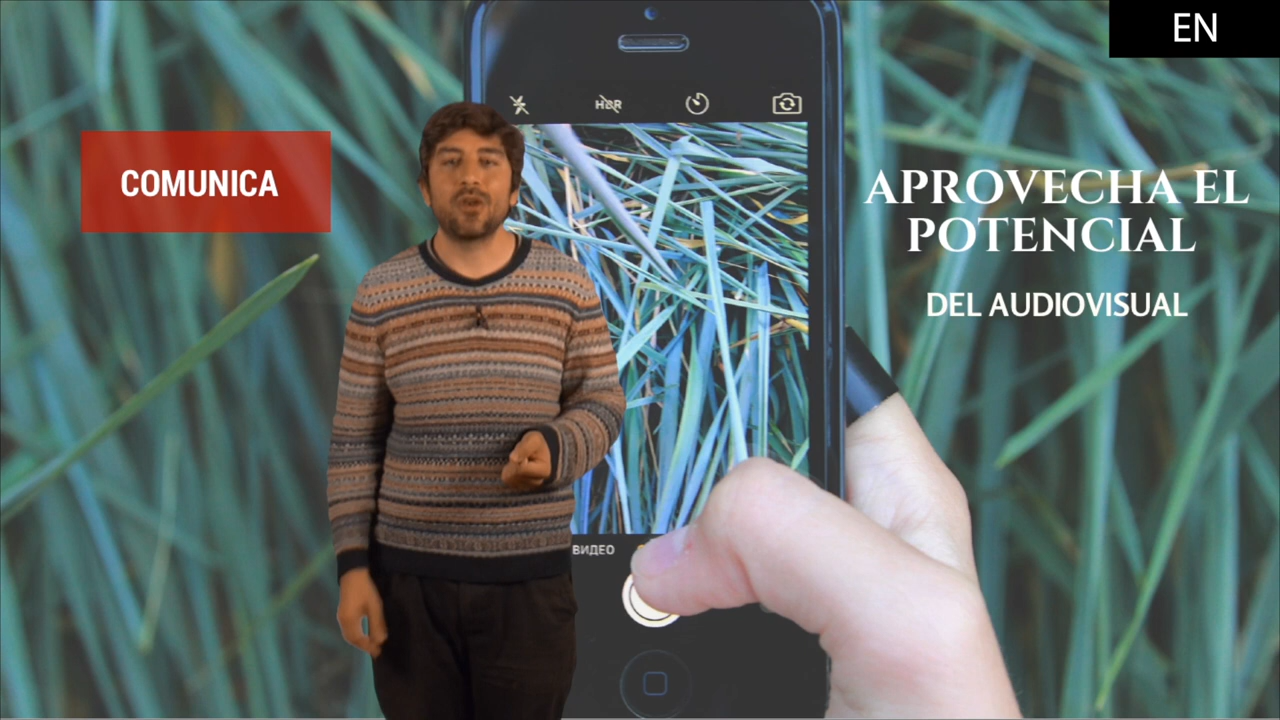 EN
HDR
COMUNICA
APROVECHA EL
POTENCIAL
DEL AUDIOVISUAL
ВИДЕО